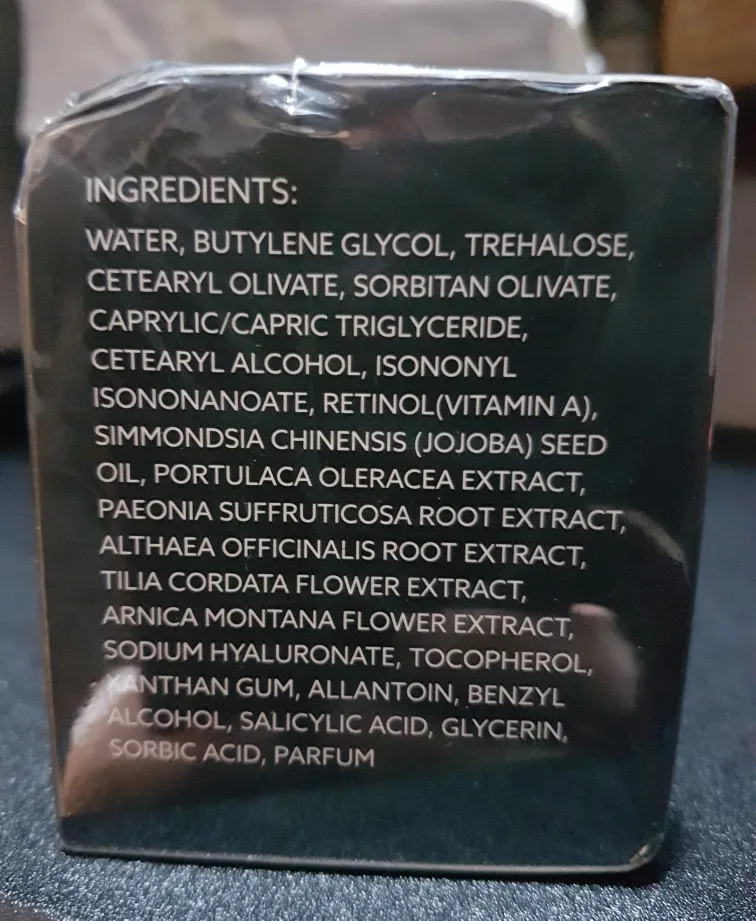 INGREDIENTS:
WATER, BUTYLENE GLYCOL, TREHALOSE,
CETEARYL OLIVATE, SORBITAN OLIVATE,
CAPRYLIC/CAPRIC TRIGLYCERIDE,
CETEARYL ALCOHOL, ISONONYL
ISONONANOATE, RETINOL(VITAMIN A),
SIMMONDSIA CHINENSIS (JOJOBA) SEED
OIL, PORTULACA OLERACEA EXTRACT,
PAEONIA SUFFRUTICOSA ROOT EXTRACT,
ALTHAEA OFFICINALIS ROOT EXTRACT,
TILIA CORDATA FLOWER EXTRACT,
ARNICA MONTANA FLOWER EXTRACT,
SODIUM HYALURONATE, TOCOPHEROL,
XANTHAN GUM, ALLANTOIN, BENZYL
ALCOHOL, SALICYLIC ACID, GLYCERIN,
SORBIC ACID, PARFUM